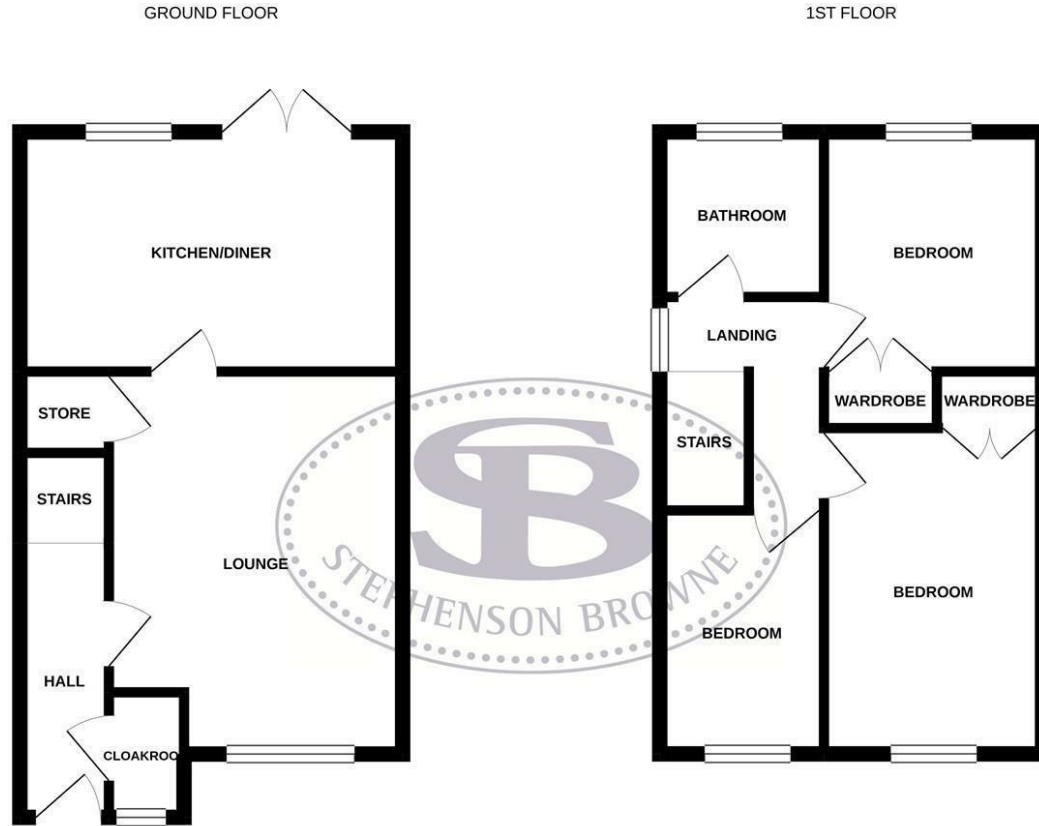 GROUND FLOOR
KITCHEN/DINER
STORE
STAIRS
LOUNGE
HALL
CLOAKROO
1ST FLOOR
BATHROOM
BEDROOM
LANDING
WARDROBE
WARDROBE
STAIRS
BEDROOM
BEDROOM
SB
STEPHENSON BROWNE